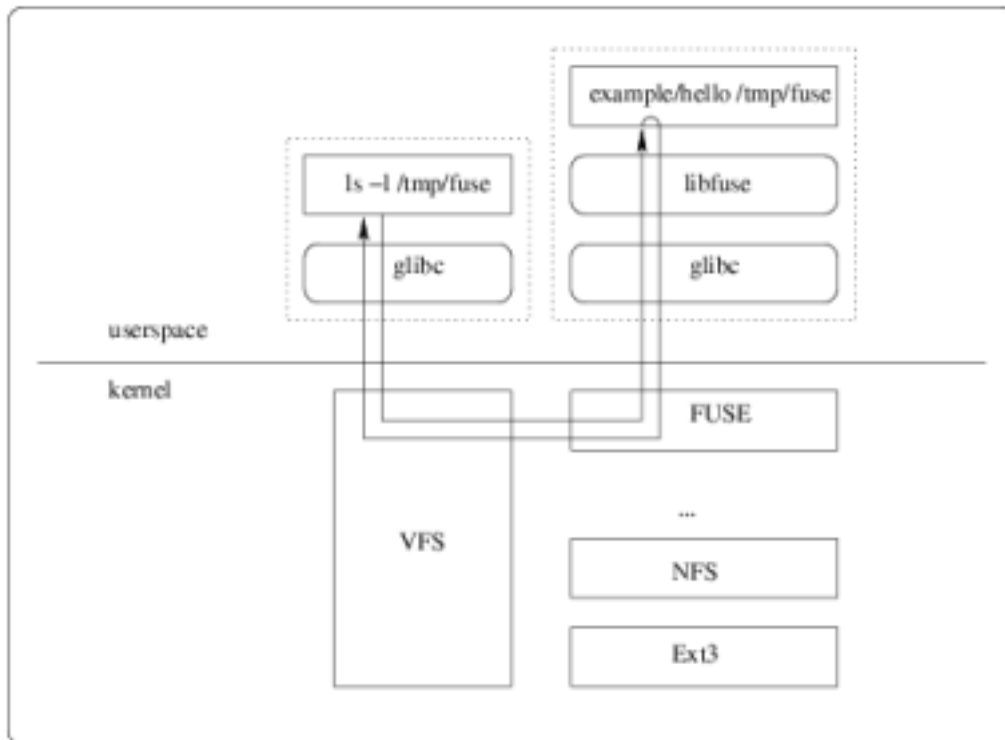 example/hello /tmp/fuse
ls –l /tmp/fuse
libfuse
glibc
glibc
userspace
kernel
FUSE
...
VFS
NFS
Ext3